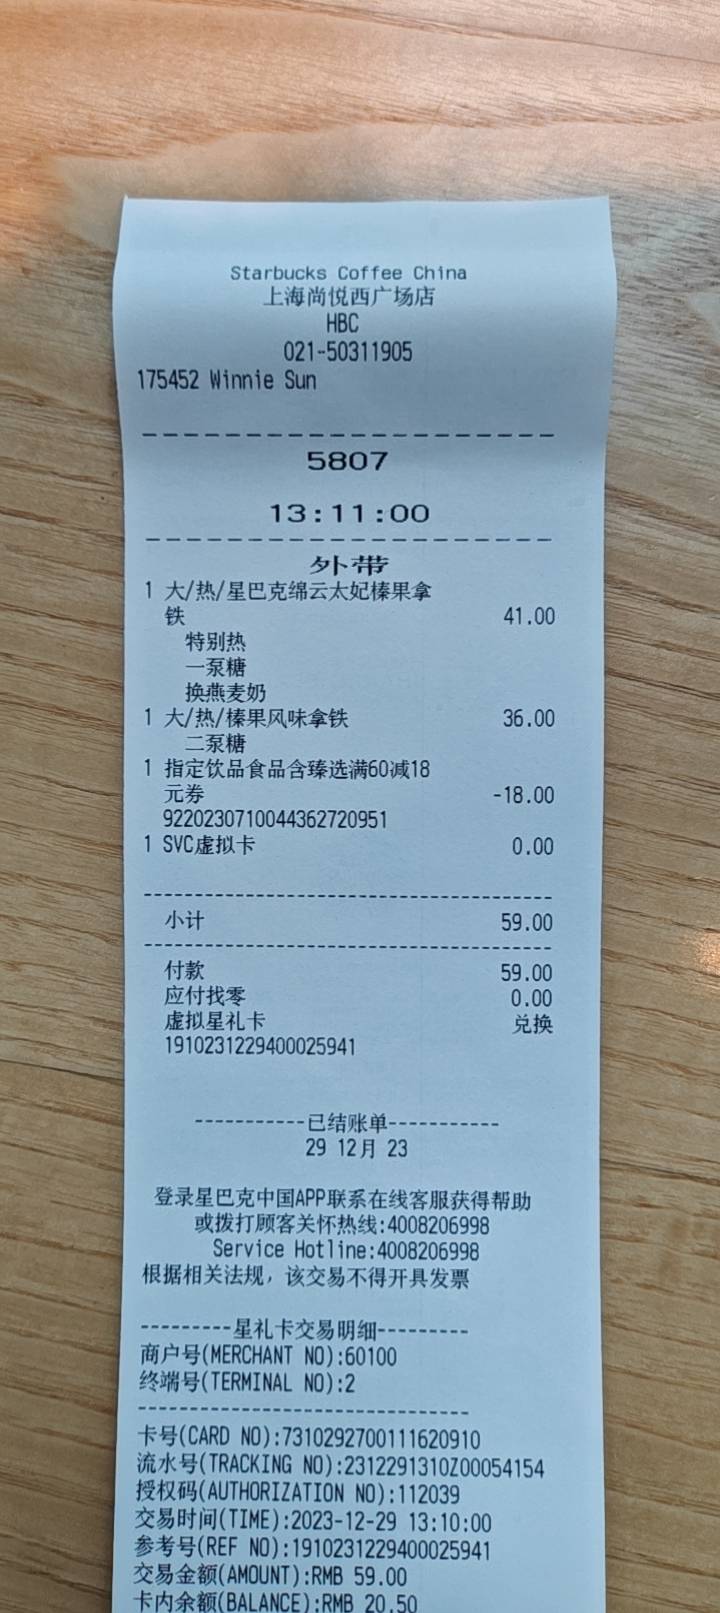 Starbucks Coffee China
上海尚悦西广场店
HBC
021-50311905
175452 Winnie Sun
5807
13:11:00
外带
1 大/热/星巴克绵云太妃榛果拿
铁 41.00
特别热
一泵糖
换燕麦奶
1 大/热/榛果风味拿铁 36.00
二泵糖
1 指定饮品食品含臻选满60减18
元券 -18.00
9220230710044362720951
1 SVC虚拟卡 0.00
小计 59.00
付款 59.00
应付找零 0.00
虚拟星礼卡 兑换
1910231229400025941
-----------已结账单-----------
29 12月 23
登录星巴克中国APP联系在线客服获得帮助
或拨打顾客关怀热线:4008206998
Service Hotline:4008206998
根据相关法规，该交易不得开具发票
---------星礼卡交易明细---------
商户号(MERCHANT NO):60100
终端号(TERMINAL NO):2
卡号(CARD NO):7310292700111620910
流水号(TRACKING NO):2312291310Z00054154
授权码(AUTHORIZATION NO):112039
交易时间(TIME):2023-12-29 13:10:00
参考号(REF NO):1910231229400025941
交易金额(AMOUNT):RMB 59.00
卡内余额(BALANCE):RMB 20.50